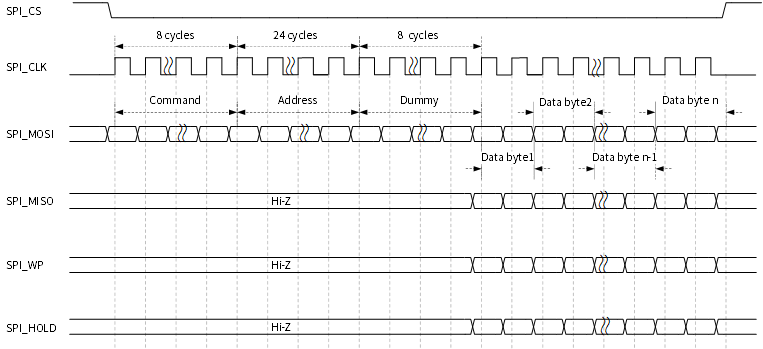 SPI_CS
8 cycles
24 cycles
8 cycles
SPI_CLK
Command
Address
Dummy
Data byte2
Data byte n
SPI_MOSI
Data byte1
Data byte n-1
SPI_MISO
Hi-Z
SPI_WP
Hi-Z
SPI_HOLD
Hi-Z